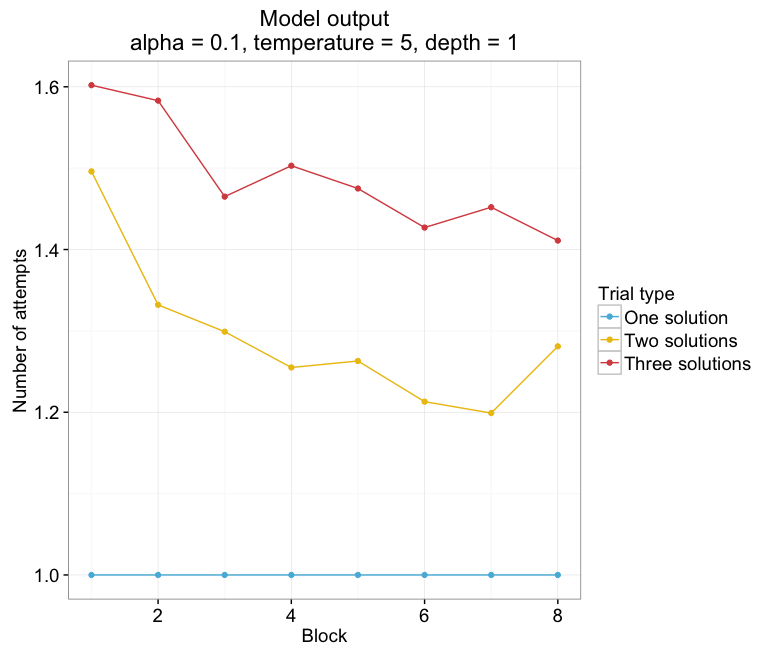 Model output
alpha = 0.1, temperature = 5, depth = 1
Number of attempts
1.6
1.4
1.2
1.0
2
4
6
8
Block
Trial type
One solution
Two solutions
Three solutions